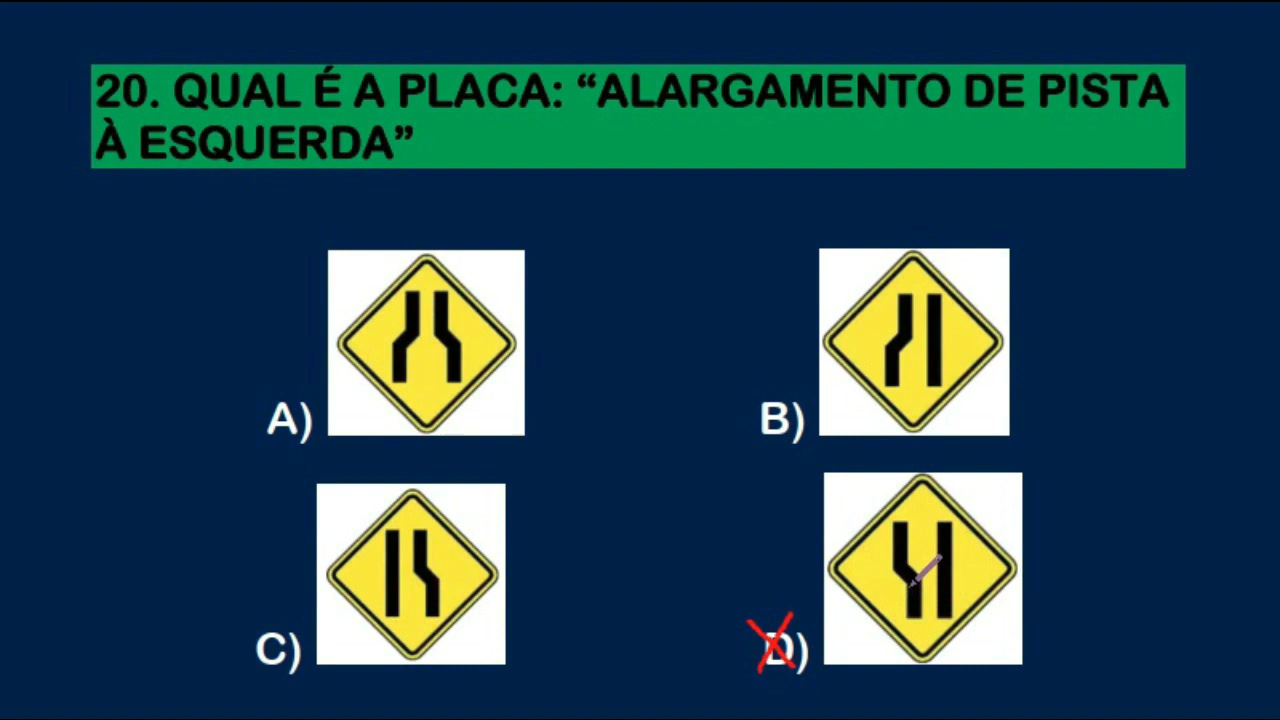 20. QUAL É A PLACA: “ALARGAMENTO DE PISTA
À ESQUERDA”
A)
B)
C)
D)